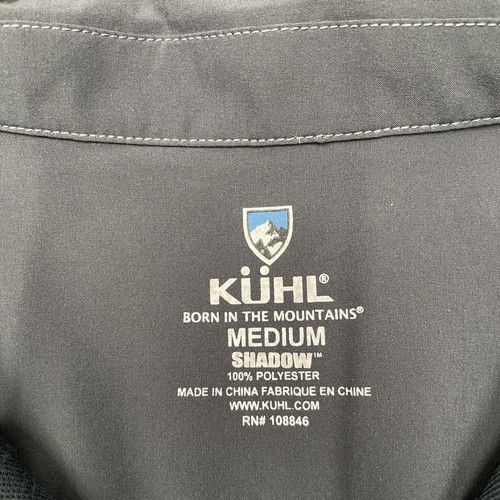 KÜHL®
BORN IN THE MOUNTAINS®
MEDIUM
SHADOW™
100% POLYESTER
MADE IN CHINA FABRIQUE EN CHINE
WWW.KUHL.COM
RN# 108846